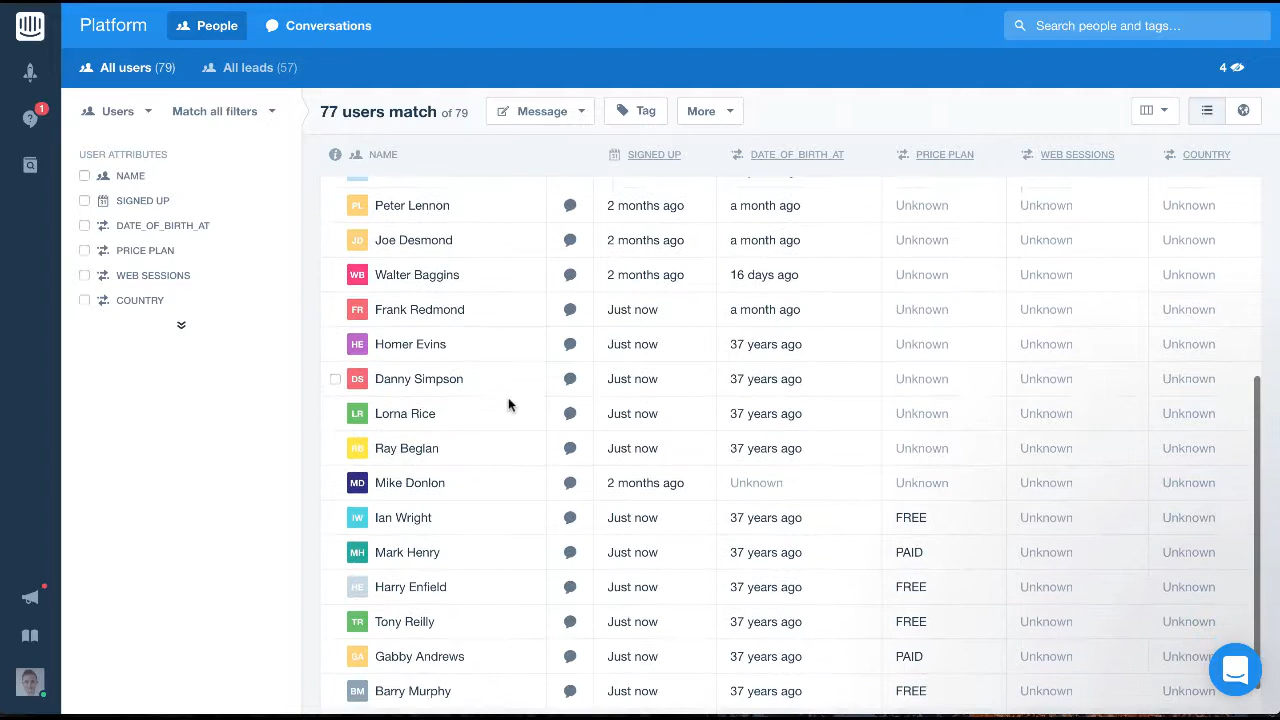 Platform People Conversations Search people and tags...
All users (79) All leads (57) 4
1
Users Match all filters 77 users match of 79 Message Tag More
USER ATTRIBUTES
NAME
SIGNED UP
DATE_OF_BIRTH_AT
PRICE PLAN
WEB SESSIONS
COUNTRY
NAME SIGNED UP DATE_OF_BIRTH_AT PRICE PLAN WEB SESSIONS COUNTRY
PL Peter Lennon 2 months ago a month ago Unknown Unknown Unknown
JD Joe Desmond 2 months ago a month ago Unknown Unknown Unknown
WB Walter Baggins 2 months ago 16 days ago Unknown Unknown Unknown
FR Frank Redmond Just now a month ago Unknown Unknown Unknown
HE Homer Evins Just now 37 years ago Unknown Unknown Unknown
DS Danny Simpson Just now 37 years ago Unknown Unknown Unknown
LR Lorna Rice Just now 37 years ago Unknown Unknown Unknown
RB Ray Beglan Just now 37 years ago Unknown Unknown Unknown
MD Mike Donlon 2 months ago Unknown Unknown Unknown Unknown
IW Ian Wright Just now 37 years ago FREE Unknown Unknown
MH Mark Henry Just now 37 years ago PAID Unknown Unknown
HE Harry Enfield Just now 37 years ago FREE Unknown Unknown
TR Tony Reilly Just now 37 years ago FREE Unknown Unknown
GA Gabby Andrews Just now 37 years ago PAID Unknown Unknown
BM Barry Murphy Just now 37 years ago FREE Unknown Unknown